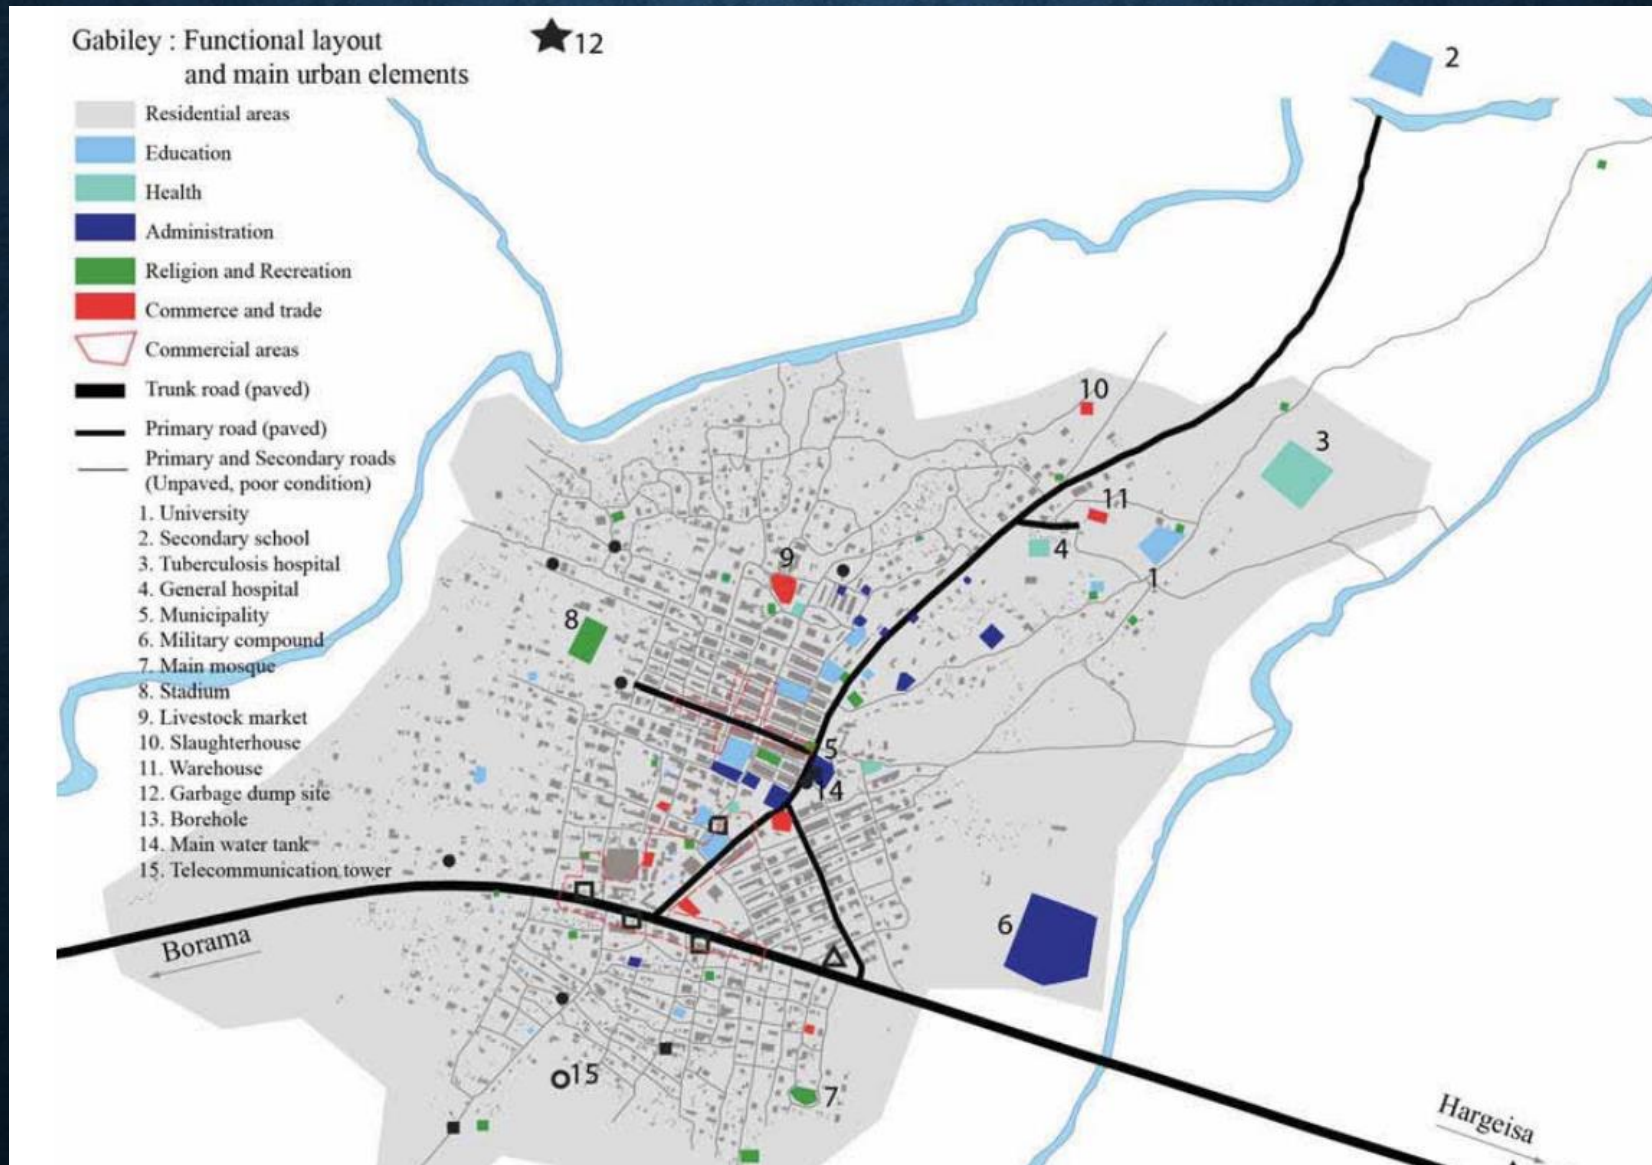 Gabiley : Functional layout
and main urban elements
Residential areas
Education
Health
Administration
Religion and Recreation
Commerce and trade
Commercial areas
Trunk road (paved)
Primary road (paved)
Primary and Secondary roads
(Unpaved, poor condition)
1. University
2. Secondary school
3. Tuberculosis hospital
4. General hospital
5. Municipality
6. Military compound
7. Main mosque
8. Stadium
9. Livestock market
10. Slaughterhouse
11. Warehouse
12. Garbage dump site
13. Borehole
14. Main water tank
15. Telecommunication tower
12
2
10
3
11
4
1
9
8
5
14
6
Borama
15
7
Hargeisa